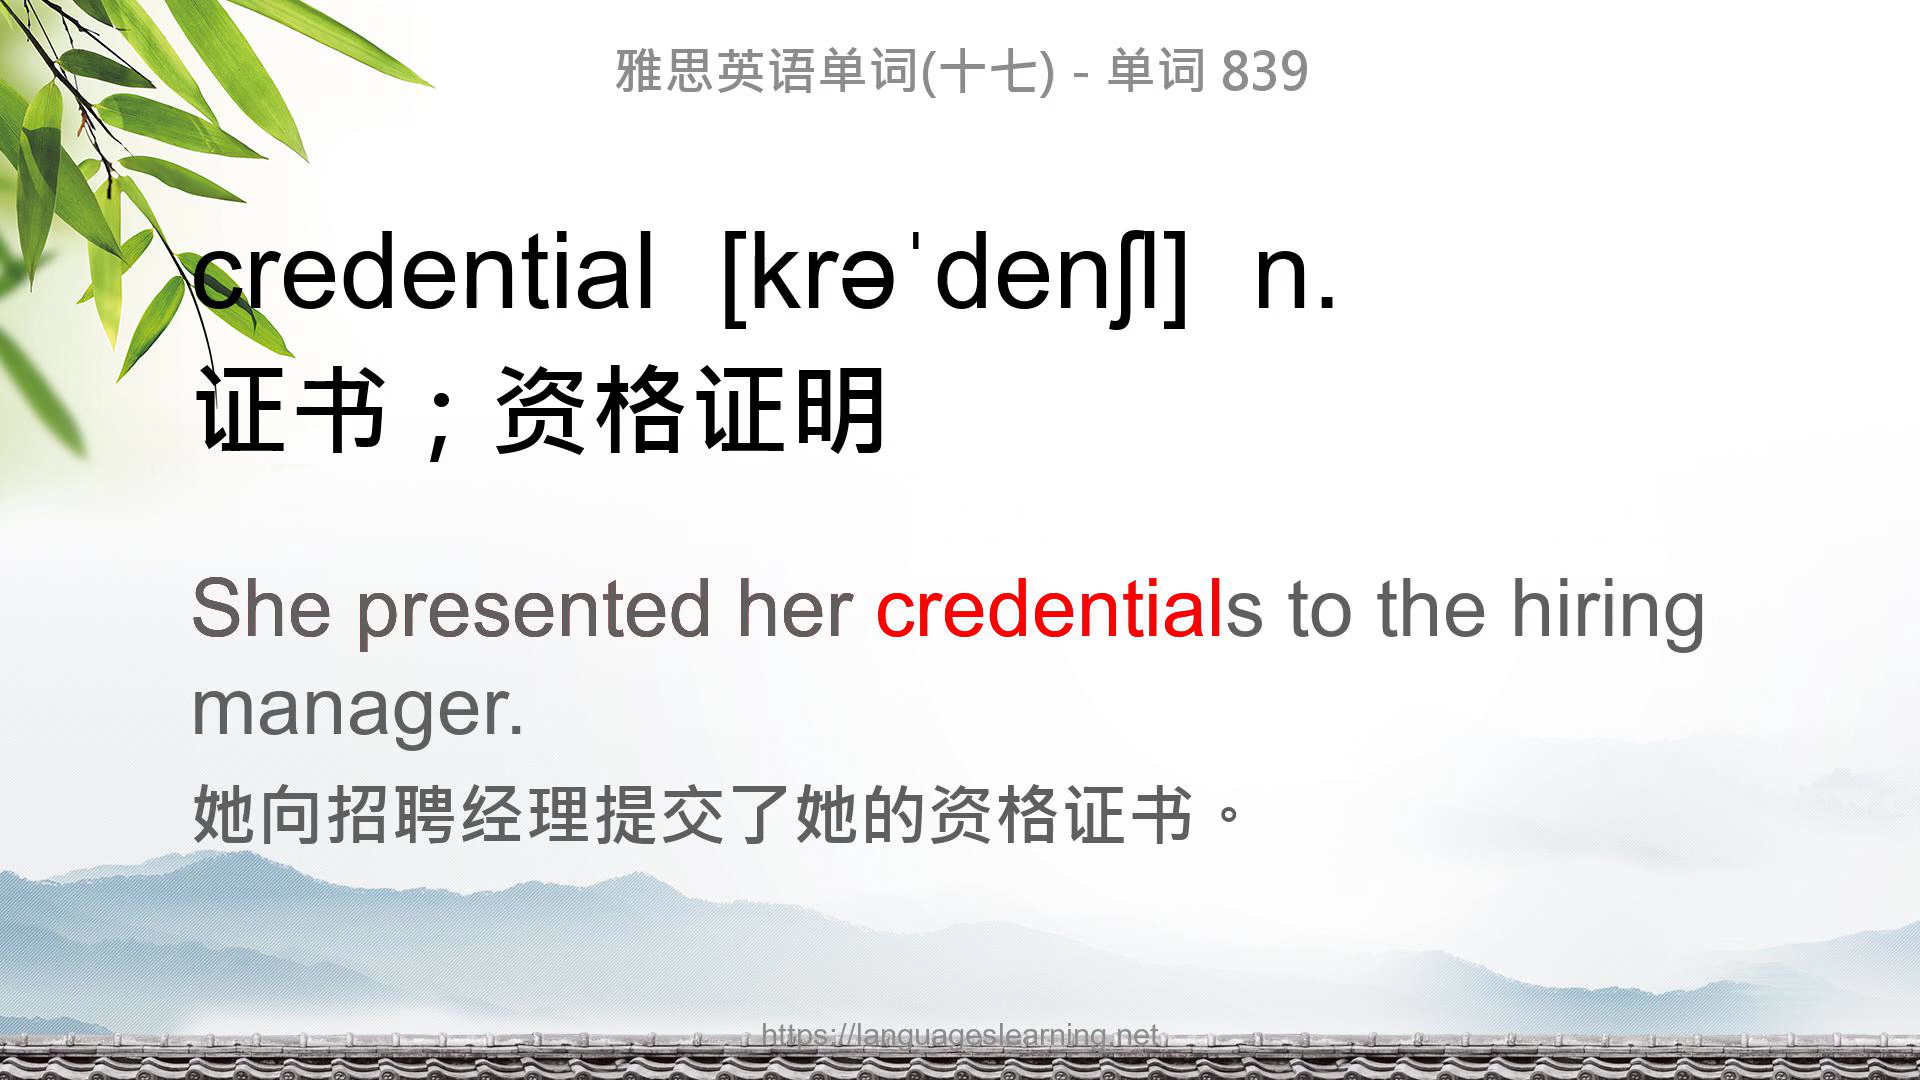 雅思英语单词(十七) - 单词 839
credential [krəˈdenʃl] n.
证书；资格证明
She presented her credentials to the hiring
manager.
她向招聘经理提交了她的资格证书。
https://languageslearning.net